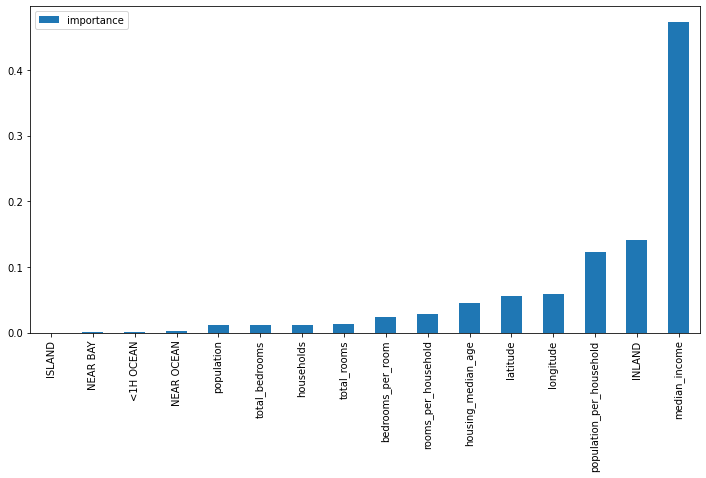 importance
0.4
0.3
0.2
0.1
0.0
ISLAND
NEAR BAY
<1H OCEAN
NEAR OCEAN
population
total_bedrooms
households
total_rooms
bedrooms_per_room
rooms_per_household
housing_median_age
latitude
longitude
population_per_household
INLAND
median_income